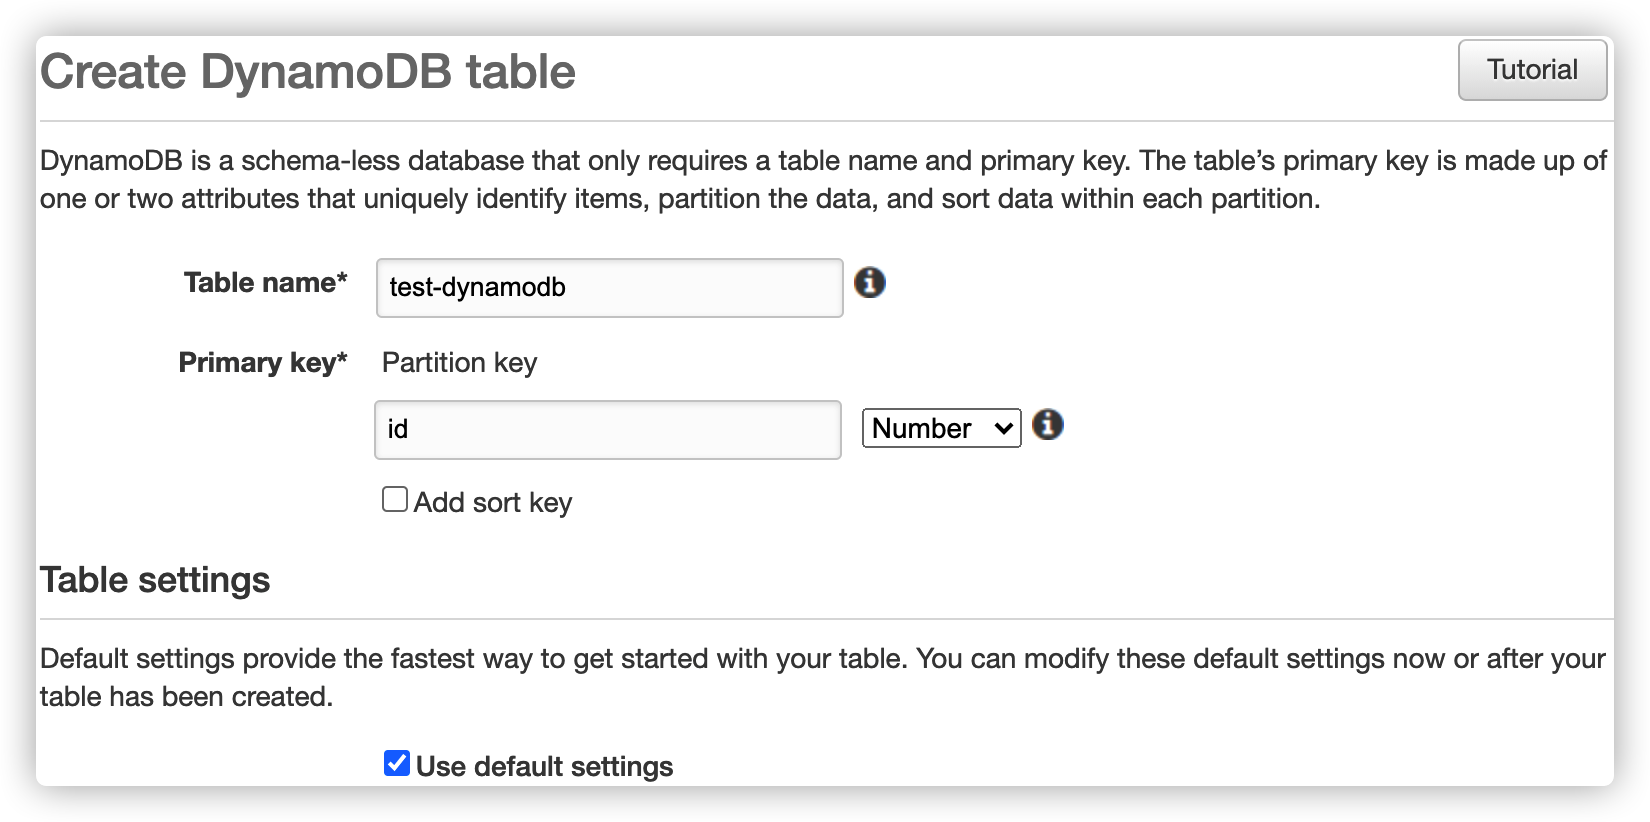 Create DynamoDB table
Tutorial
DynamoDB is a schema-less database that only requires a table name and primary key. The table’s primary key is made up of
one or two attributes that uniquely identify items, partition the data, and sort data within each partition.
Table name*
test-dynamodb
Primary key*
Partition key
id
Number
Add sort key
Table settings
Default settings provide the fastest way to get started with your table. You can modify these default settings now or after your
table has been created.
Use default settings